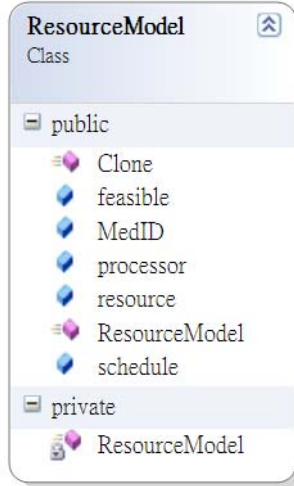 ResourceModel
Class
public
Clone
feasible
MedID
processor
resource
ResourceModel
schedule
private
ResourceModel